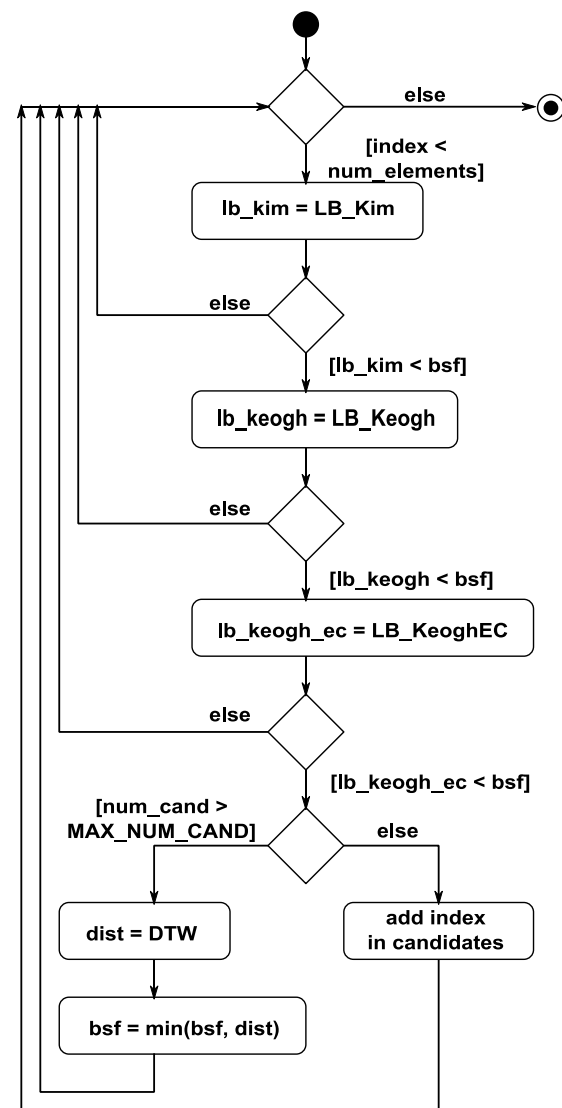 else
[index <
num_elements]
lb_kim = LB_Kim
else
[lb_kim < bsf]
lb_keogh = LB_Keogh
else
[lb_keogh < bsf]
lb_keogh_ec = LB_KeoghEC
else
[lb_keogh_ec < bsf]
[num_cand >
MAX_NUM_CAND]
else
dist = DTW
add index
in candidates
bsf = min(bsf, dist)